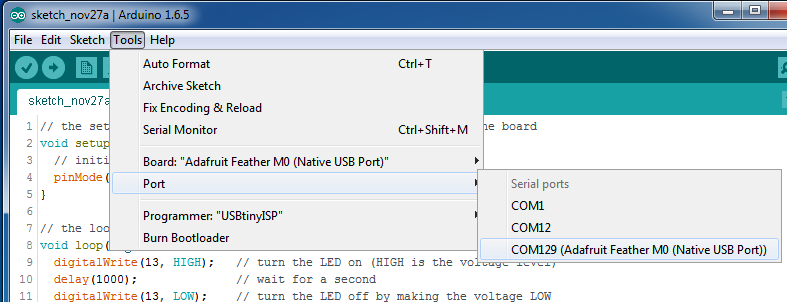 sketch_nov27a | Arduino 1.6.5
File Edit Sketch Tools Help
Auto Format Ctrl+T
Archive Sketch
Fix Encoding & Reload
Serial Monitor Ctrl+Shift+M
Board: "Adafruit Feather M0 (Native USB Port)"
Port
Programmer: "USBtinyISP"
Burn Bootloader
Serial ports
COM1
COM12
COM129 (Adafruit Feather M0 (Native USB Port))
sketch_nov27a
1 // the set board
2 void setup
3 // initi
4 pinMode(
5 }
6
7 // the loo
8 void loop(
9 digitalWrite(13, HIGH); // turn the LED on (HIGH is the voltage level)
10 delay(1000); // wait for a second
11 digitalWrite(13, LOW); // turn the LED off by making the voltage LOW